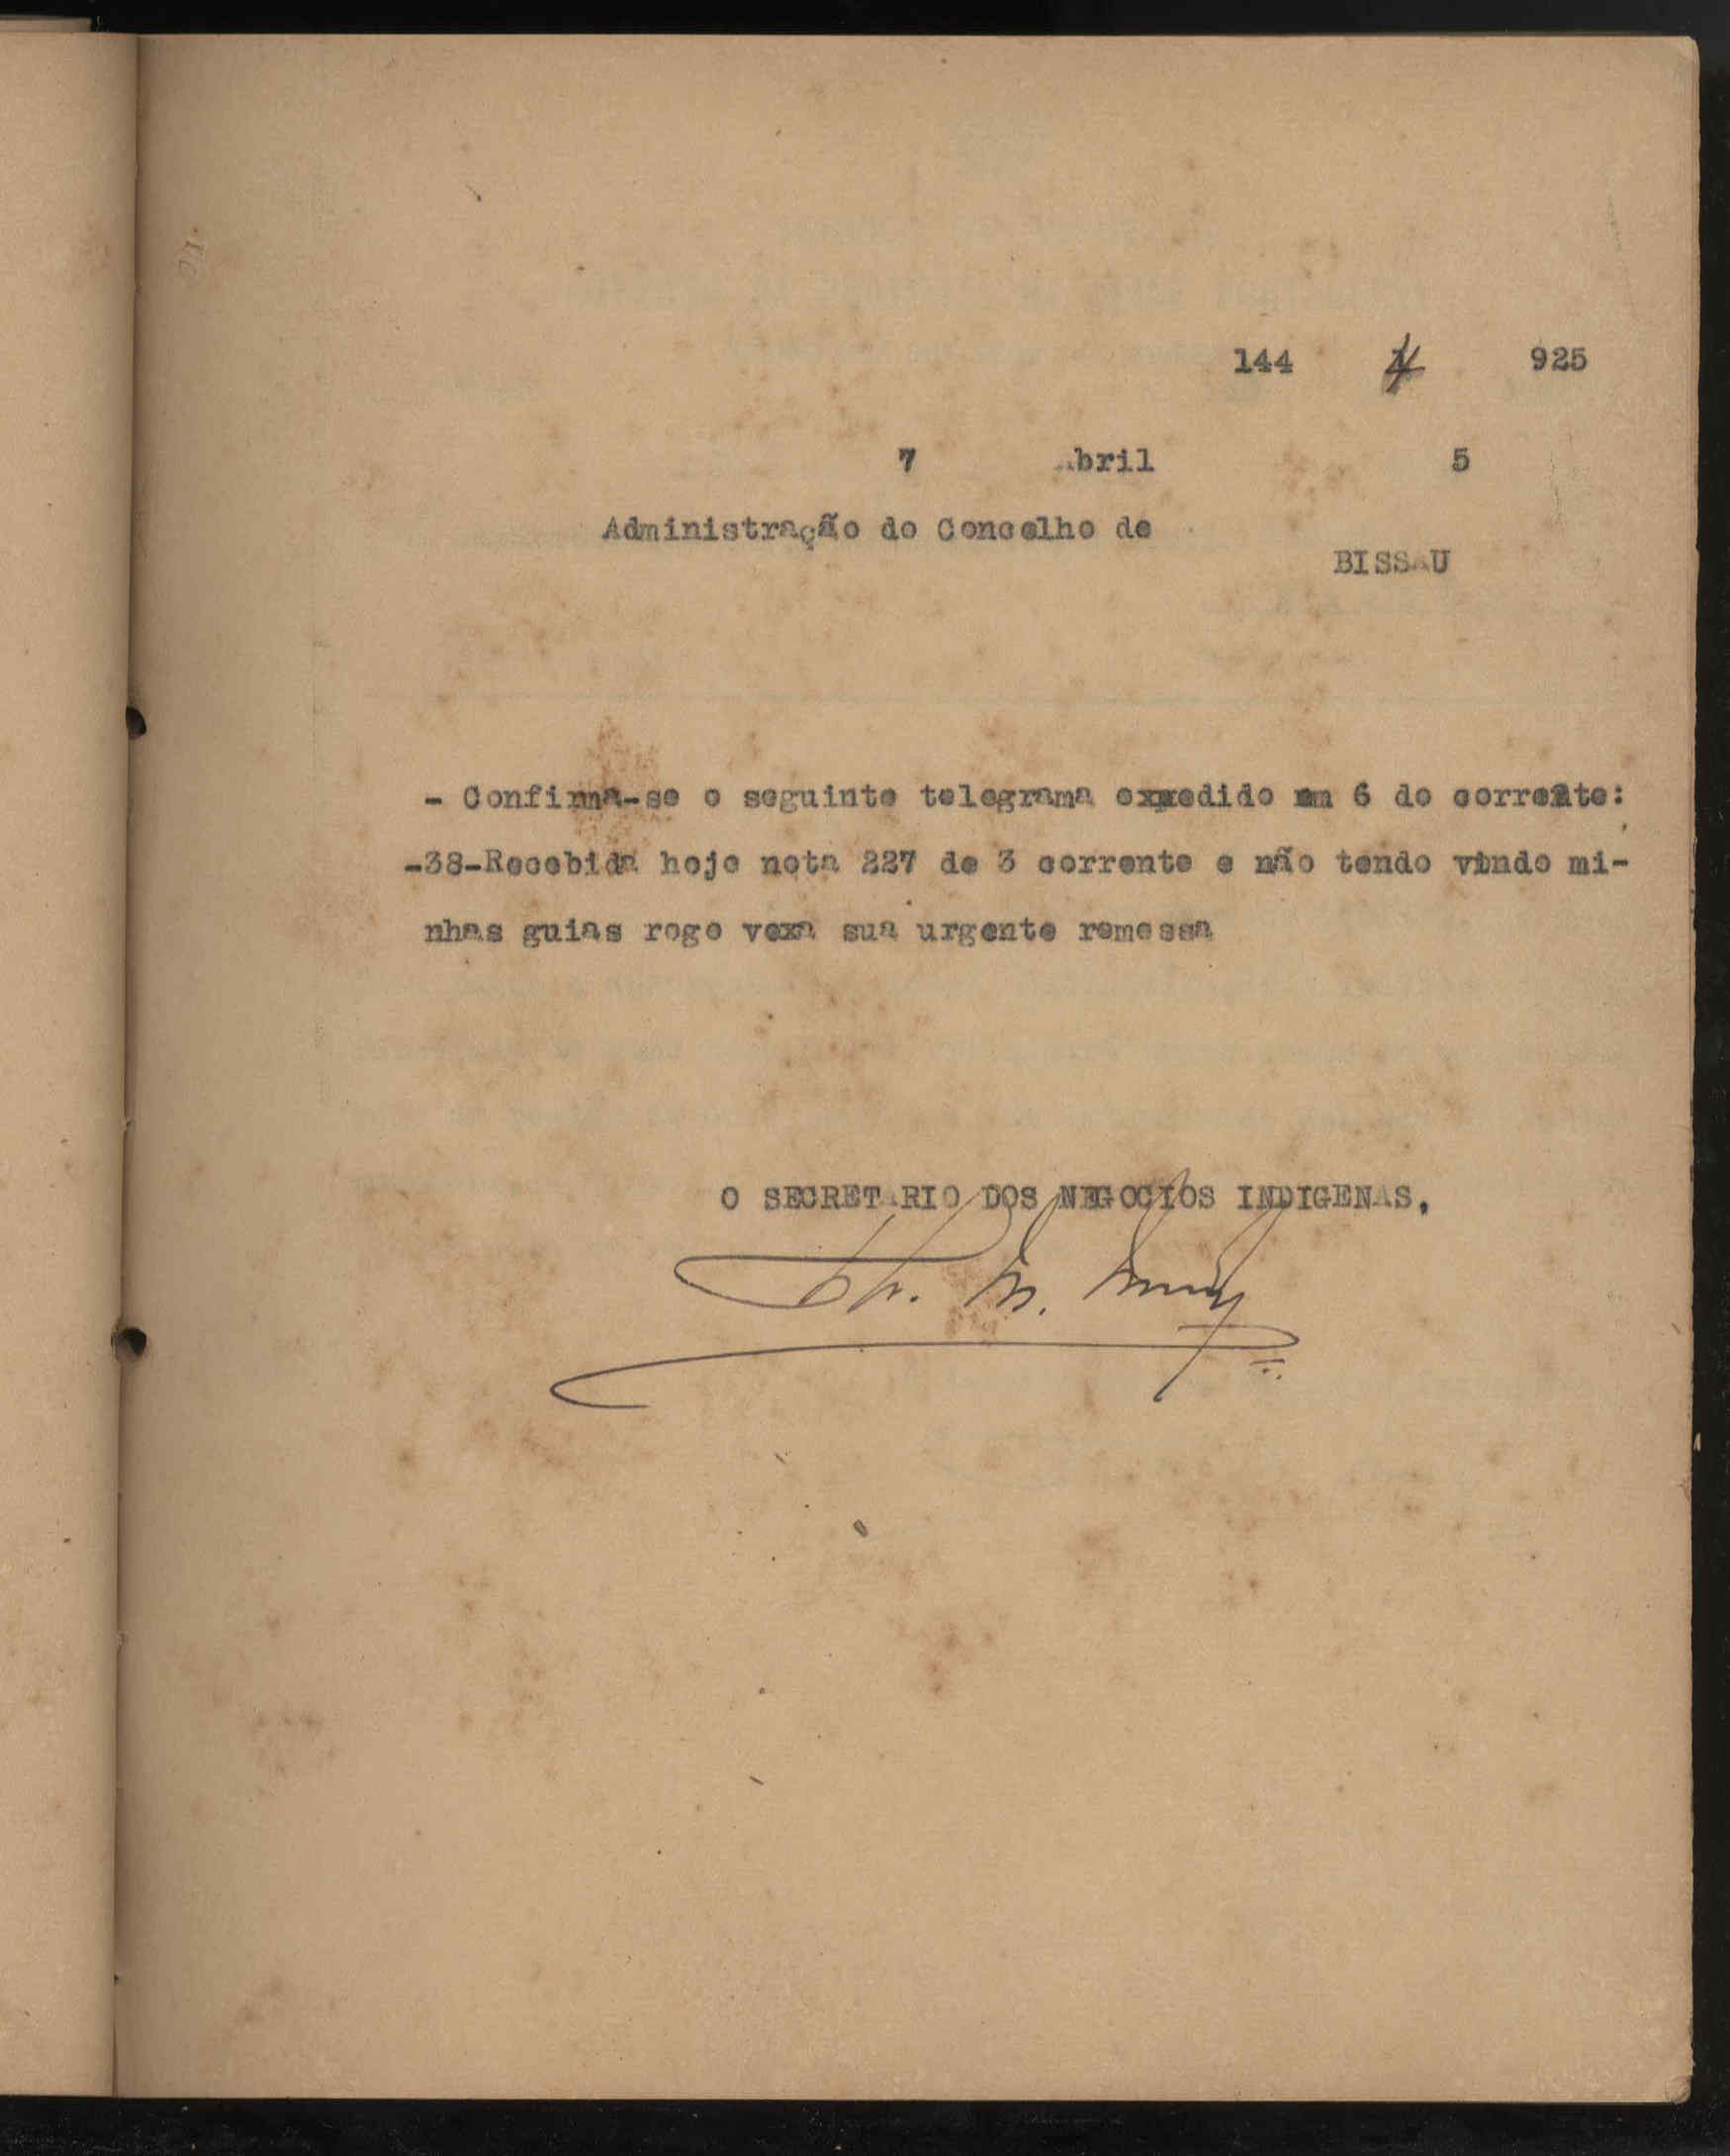 144 4 925
7 Abril 5
Administração do Concelho de
BISSAU
- Confirma-se o seguinte telegrama expedido em 6 do corrente:
-38-Recebida hoje nota 227 de 3 corrente e não tendo vindo mi-
nhas guias rogo vexa sua urgente remessa
O SECRETARIO DOS NEGOCIOS INDIGENAS,